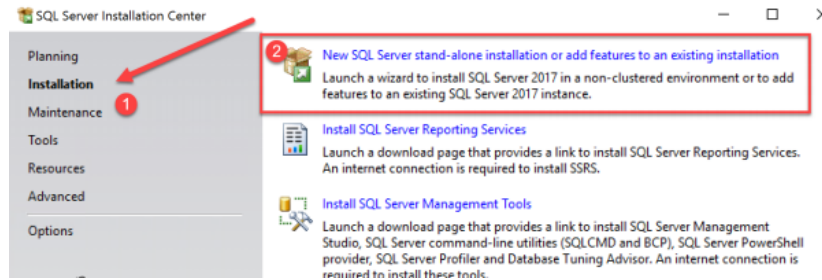 SQL Server Installation Center
Planning
Installation
Maintenance
Tools
Resources
Advanced
Options
1
2
New SQL Server stand-alone installation or add features to an existing installation
Launch a wizard to install SQL Server 2017 in a non-clustered environment or to add
features to an existing SQL Server 2017 instance.
Install SQL Server Reporting Services
Launch a download page that provides a link to install SQL Server Reporting Services.
An internet connection is required to install SSRS.
Install SQL Server Management Tools
Launch a download page that provides a link to install SQL Server Management
Studio, SQL Server command-line utilities (SQLCMD and BCP), SQL Server PowerShell
provider, SQL Server Profiler and Database Tuning Advisor. An internet connection is
required to install these tools.